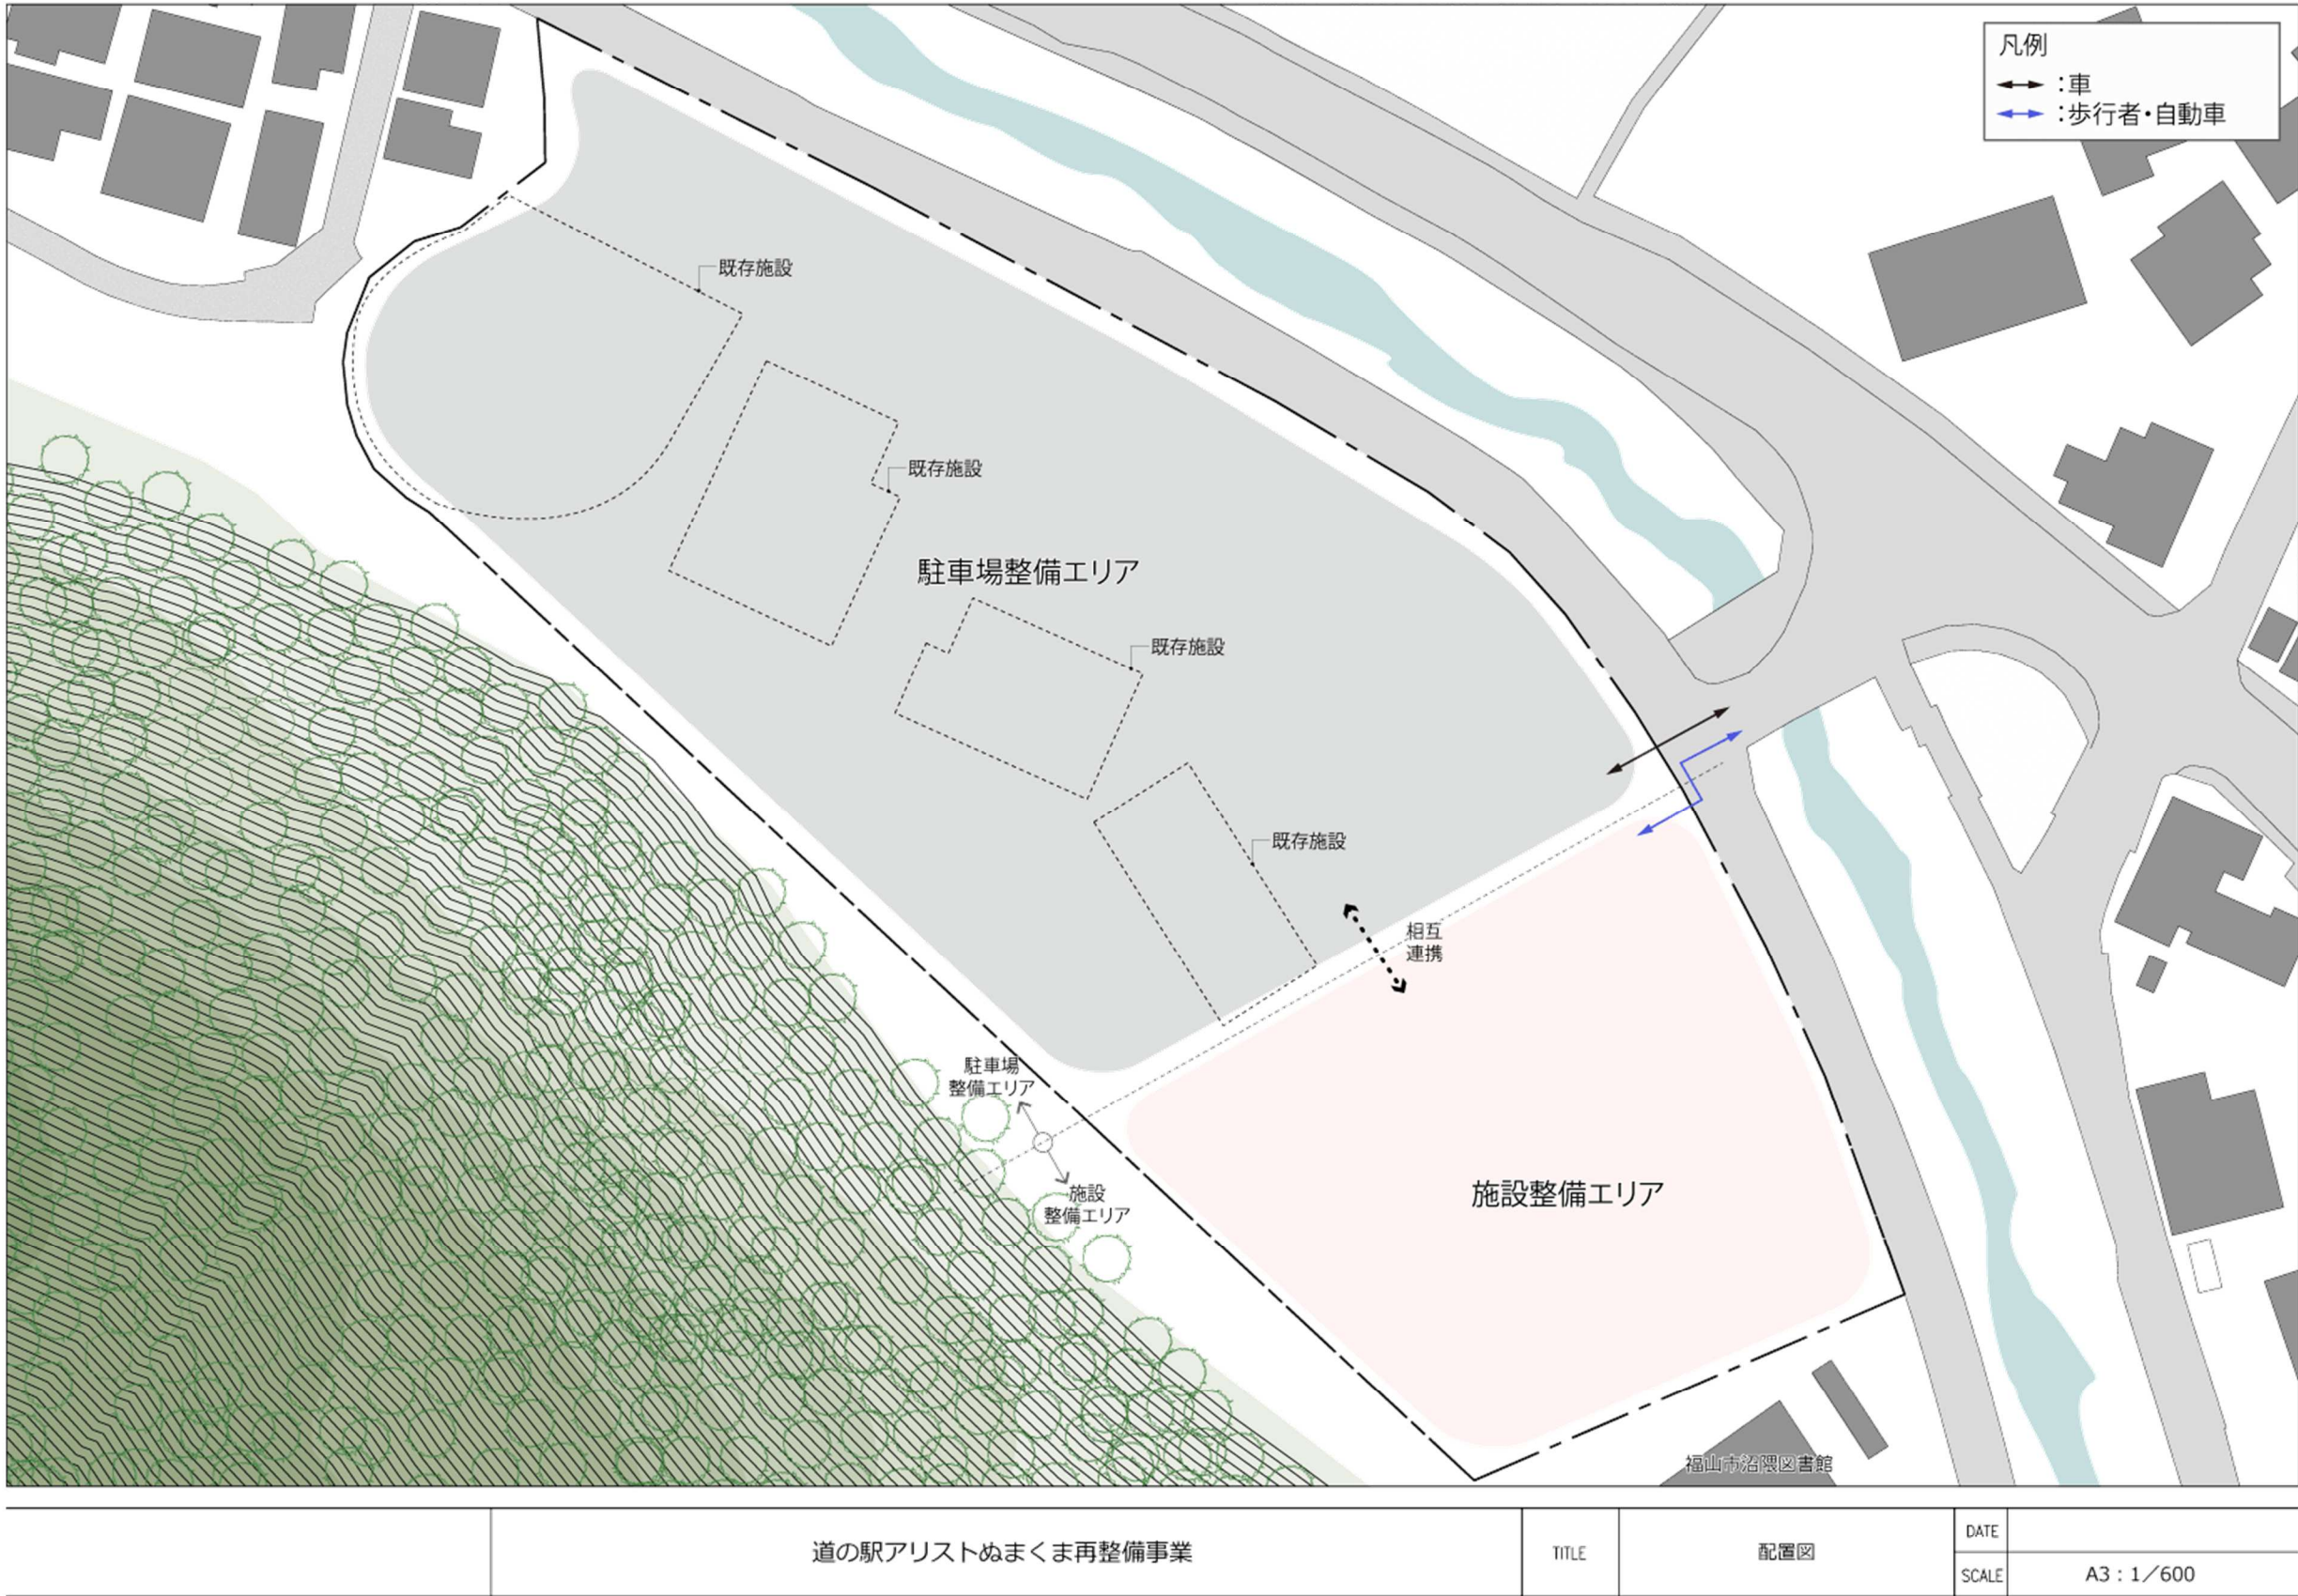 凡例
:車
:歩行者・自動車
既存施設
既存施設
駐車場整備エリア
既存施設
既存施設
相互
連携
駐車場
整備エリア
施設
整備エリア
施設整備エリア
福山市沼隈図書館
道の駅アリストぬまくま再整備事業
TITLE
配置図
DATE
SCALE
A3:1/600